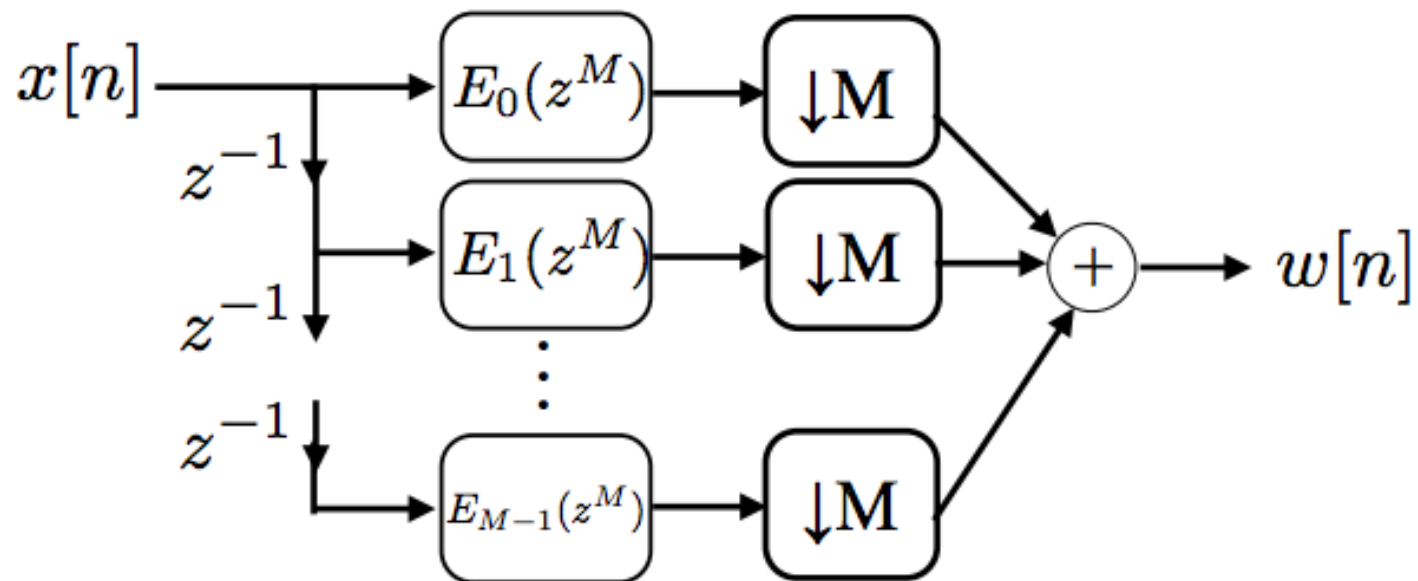 x[n] E_0(z^M) ↓M
z^{-1}
E_1(z^M) ↓M + w[n]
z^{-1}
⋮
z^{-1}
E_{M-1}(z^M) ↓M